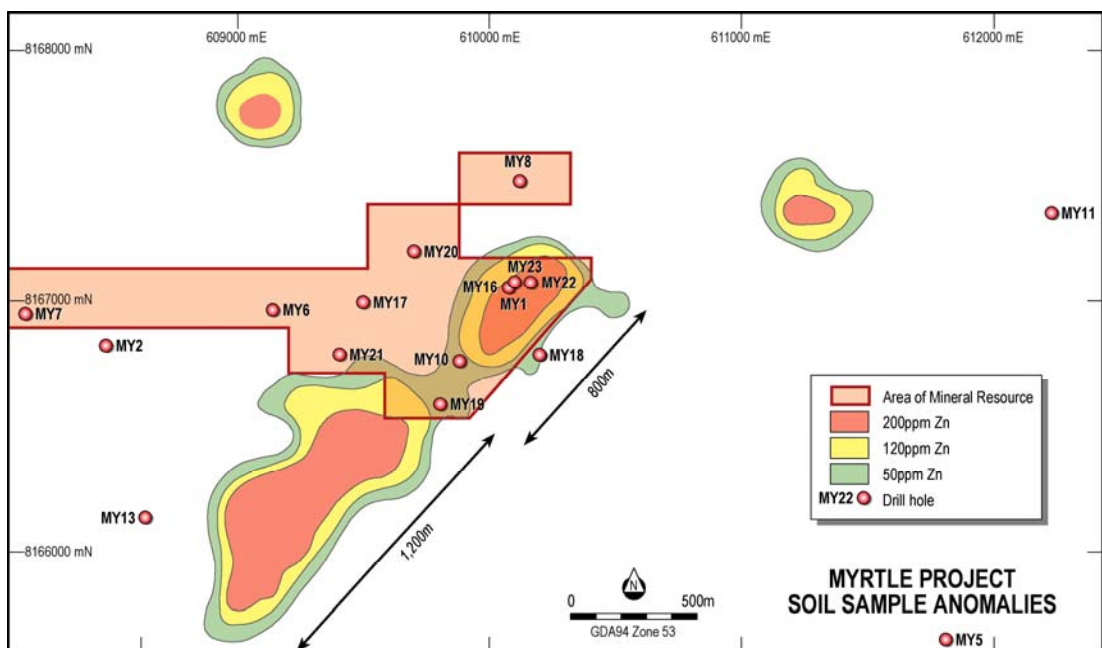 609000 mE
610000 mE
611000 mE
612000 mE
8168000 mN
MY8
MY11
MY20
MY23
MY16
MY22
MY1
8167000 mN
MY7
MY6
MY17
MY2
MY21
MY10
MY18
800m
MY19
Area of Mineral Resource
200ppm Zn
120ppm Zn
50ppm Zn
MY22 Drill hole
MY13
1,200m
8166000 mN
N
0 500m
GDA94 Zone 53
MYRTLE PROJECT
SOIL SAMPLE ANOMALIES
MY5